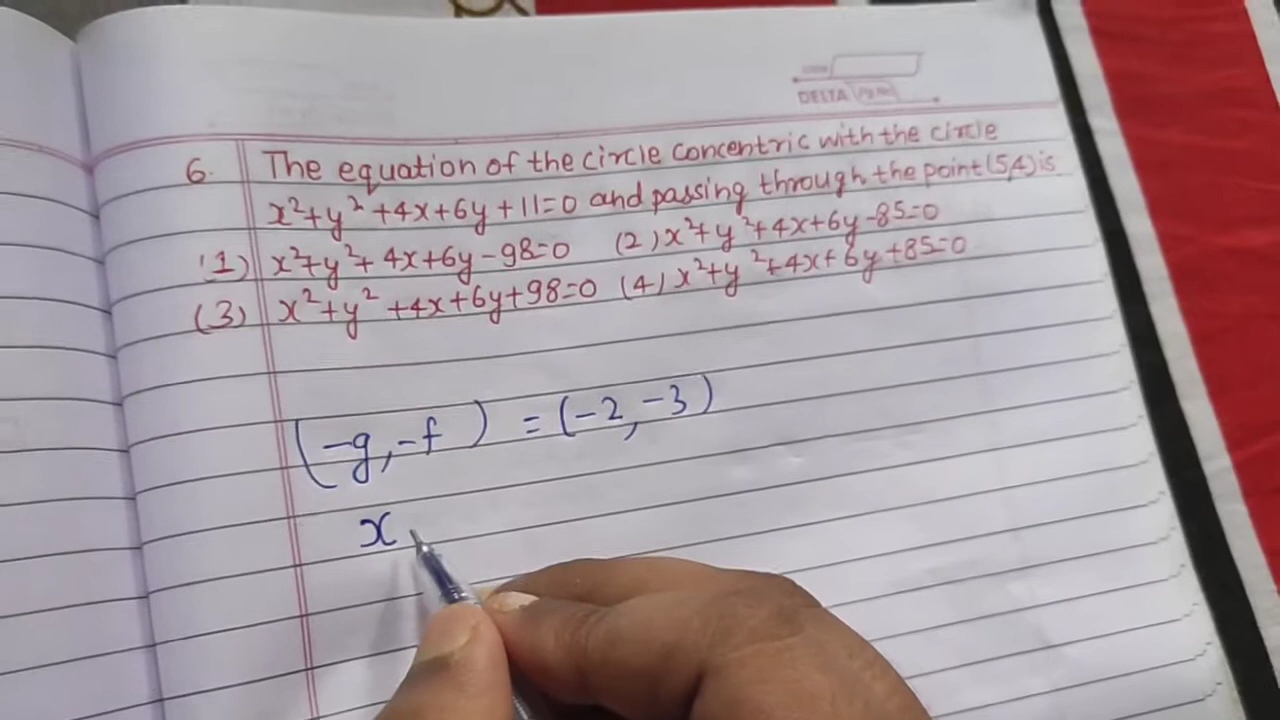 DELTA
6. The equation of the circle concentric with the circle
x²+y²+4x+6y+11=0 and passing through the point (5,4) is
(1) x²+y²+4x+6y-98=0 (2) x²+y²+4x+6y-85=0
(3) x²+y²+4x+6y+98=0 (4) x²+y²+4x+6y+85=0
(-g,-f) = (-2,-3)
x